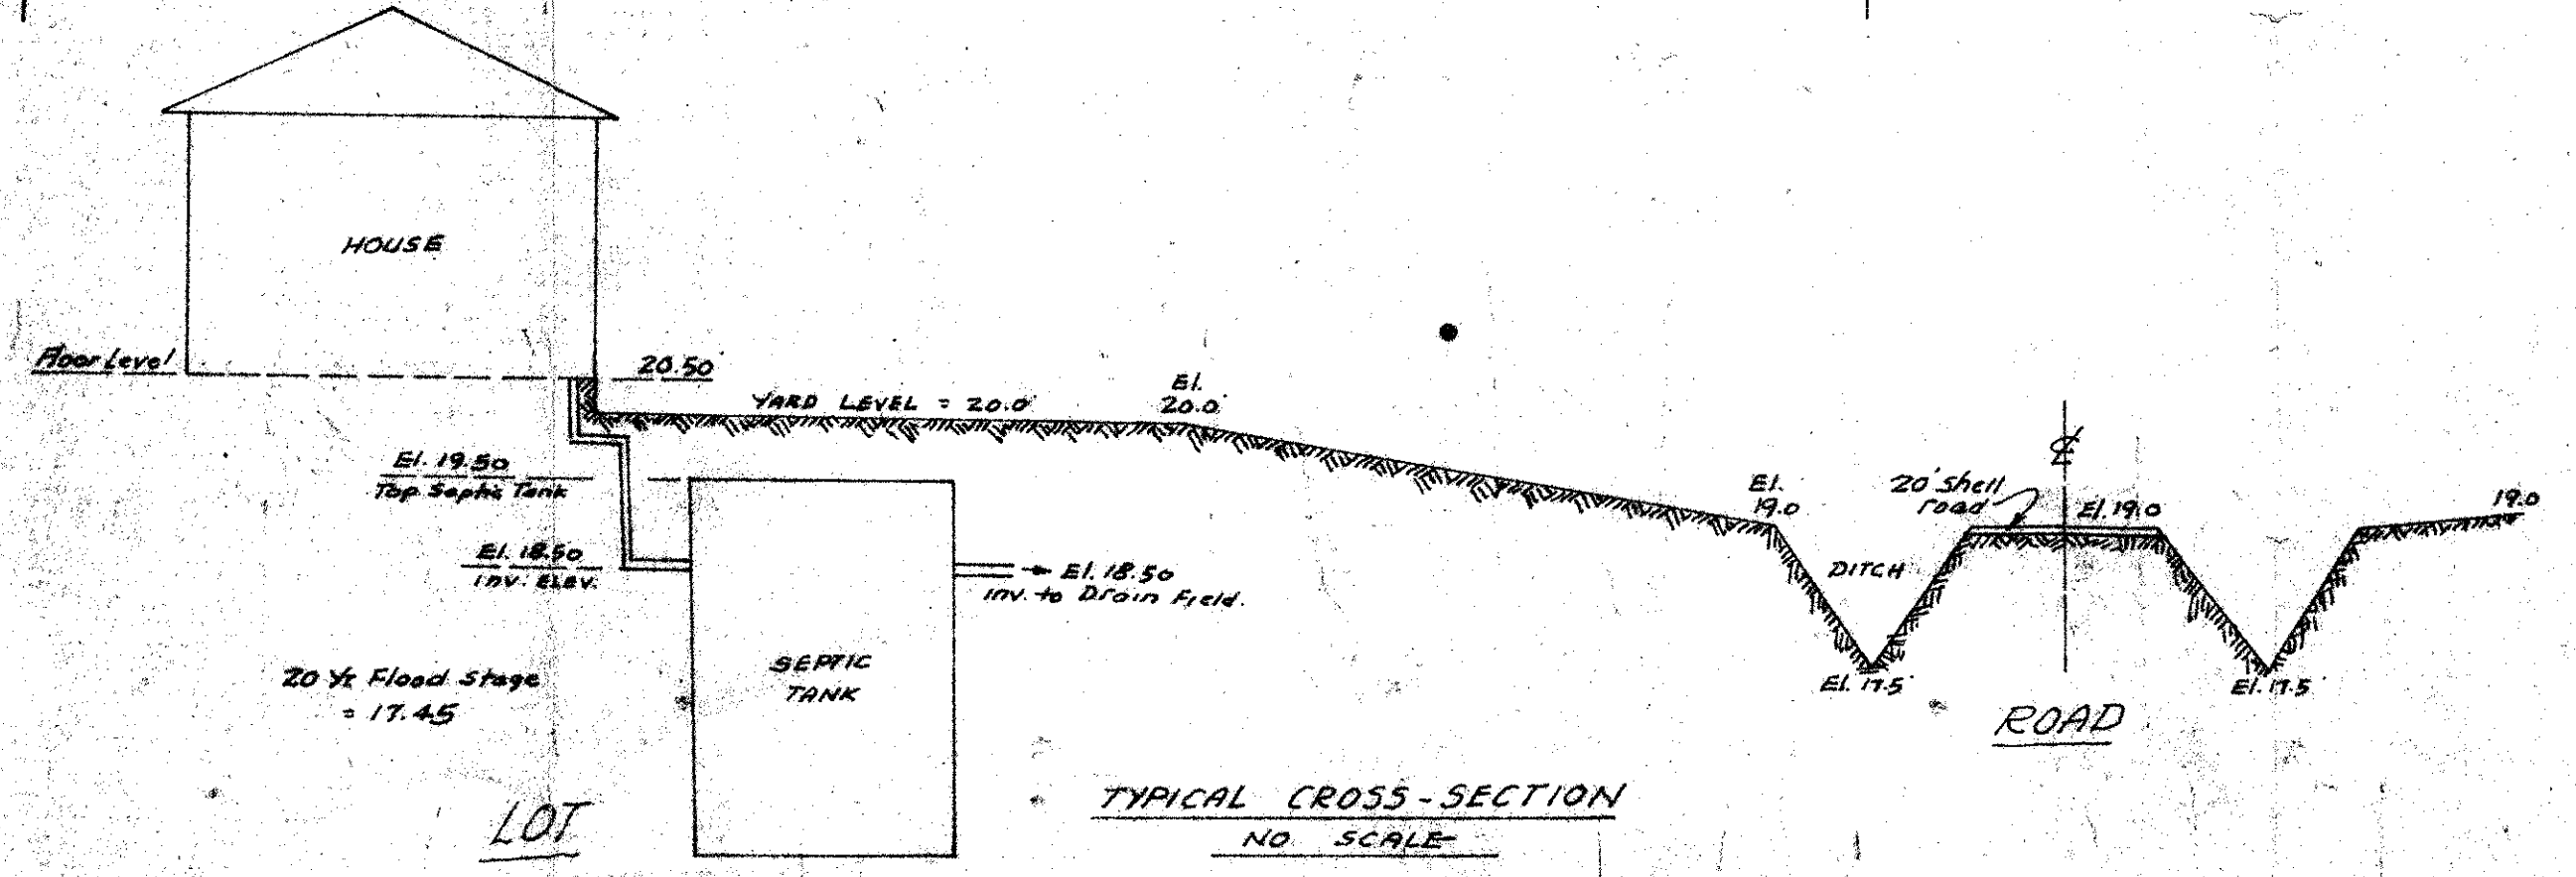 HOUSE
Floor Level
20.50'
YARD LEVEL = 20.0'
El.
20.0'
El. 19.50
Top Septic Tank
El. 18.50
Inv. Elev.
El. 18.50
Inv. to Drain Field.
SEPTIC
TANK
20 Yr Flood Stage
= 17.45
LOT
El.
19.0
DITCH
El. 17.5'
20' Shell
road
El. 19.0
19.0
El. 17.5'
ROAD
TYPICAL CROSS-SECTION
NO SCALE